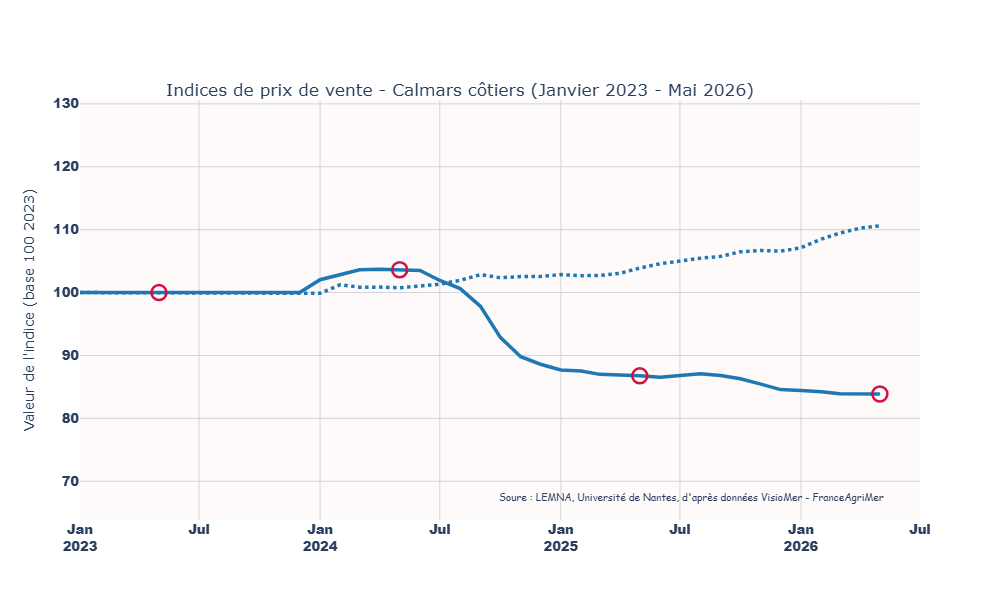 Indices de prix de vente - Calmars côtiers (Janvier 2023 - Mai 2026)
Valeur de l'indice (base 100 2023)
130
120
110
100
90
80
70
Soure : LEMNA, Université de Nantes, d'après données VisioMer - FranceAgriMer
Jan Jul Jan Jul Jan Jul Jan Jul
2023 2024 2025 2026